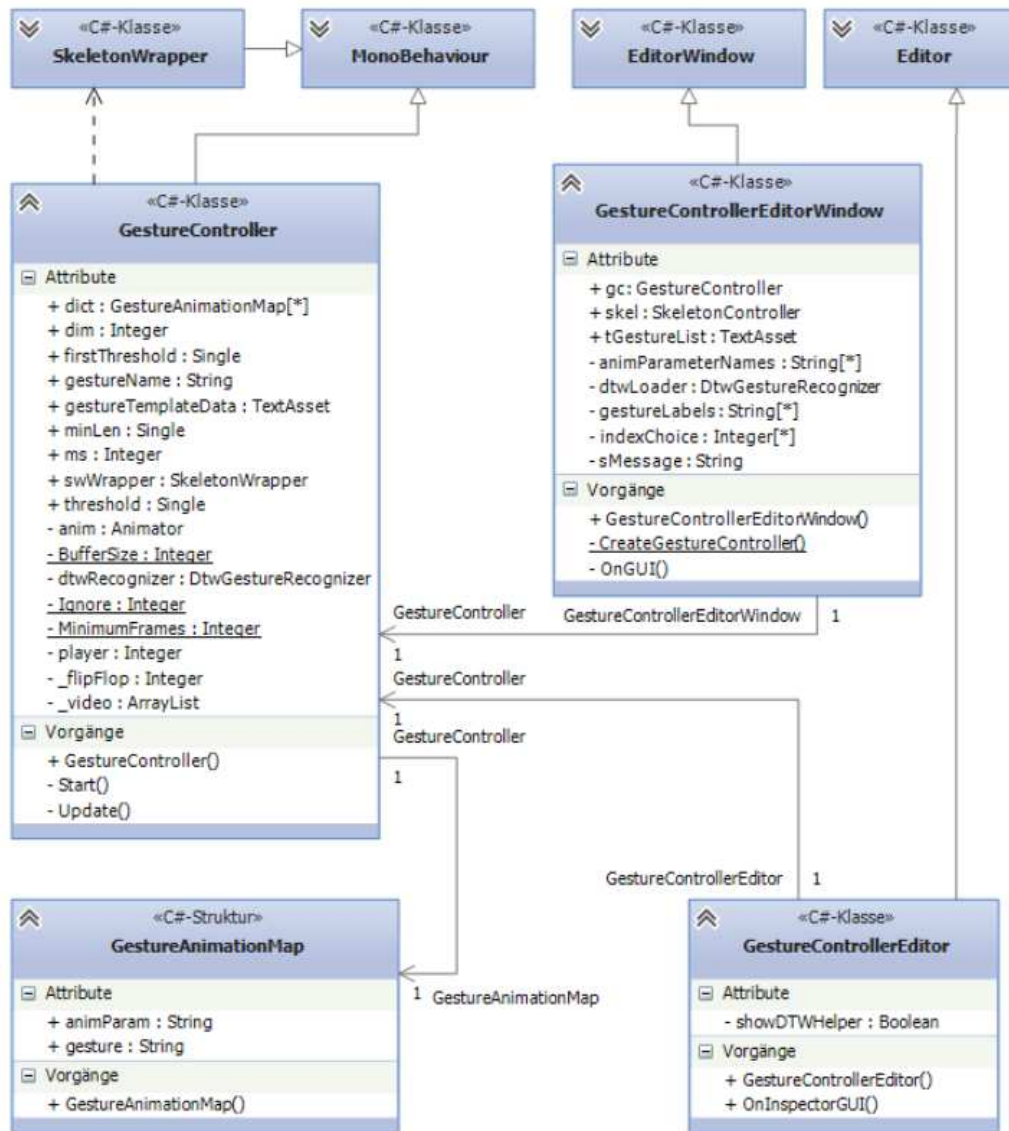 «C#-Klasse»
SkeletonWrapper
«C#-Klasse»
MonoBehaviour
«C#-Klasse»
EditorWindow
«C#-Klasse»
Editor
«C#-Klasse»
GestureController
Attribute
+ dict : GestureAnimationMap[*]
+ dim : Integer
+ firstThreshold : Single
+ gestureName : String
+ gestureTemplateData : TextAsset
+ minLen : Single
+ ms : Integer
+ swWrapper : SkeletonWrapper
+ threshold : Single
- anim : Animator
- BufferSize : Integer
- dtwRecognizer : DtwGestureRecognizer
- Ignore : Integer
- MinimumFrames : Integer
- player : Integer
- _flipFlop : Integer
- _video : ArrayList
Vorgänge
+ GestureController()
- Start()
- Update()
«C#-Klasse»
GestureControllerEditorWindow
Attribute
+ gc: GestureController
+ skel : SkeletonController
+ tGestureList : TextAsset
- animParameterNames : String[*]
- dtwLoader : DtwGestureRecognizer
- gestureLabels : String[*]
- indexChoice : Integer[*]
- sMessage : String
Vorgänge
+ GestureControllerEditorWindow()
- CreateGestureController()
- OnGUI()
GestureController
GestureControllerEditorWindow
1
1
GestureController
1
GestureController
1
GestureControllerEditor
1
«C#-Struktur»
GestureAnimationMap
Attribute
+ animParam : String
+ gesture : String
Vorgänge
+ GestureAnimationMap()
1
GestureAnimationMap
«C#-Klasse»
GestureControllerEditor
Attribute
- showDTWHelper : Boolean
Vorgänge
+ GestureControllerEditor()
+ OnInspectorGUI()